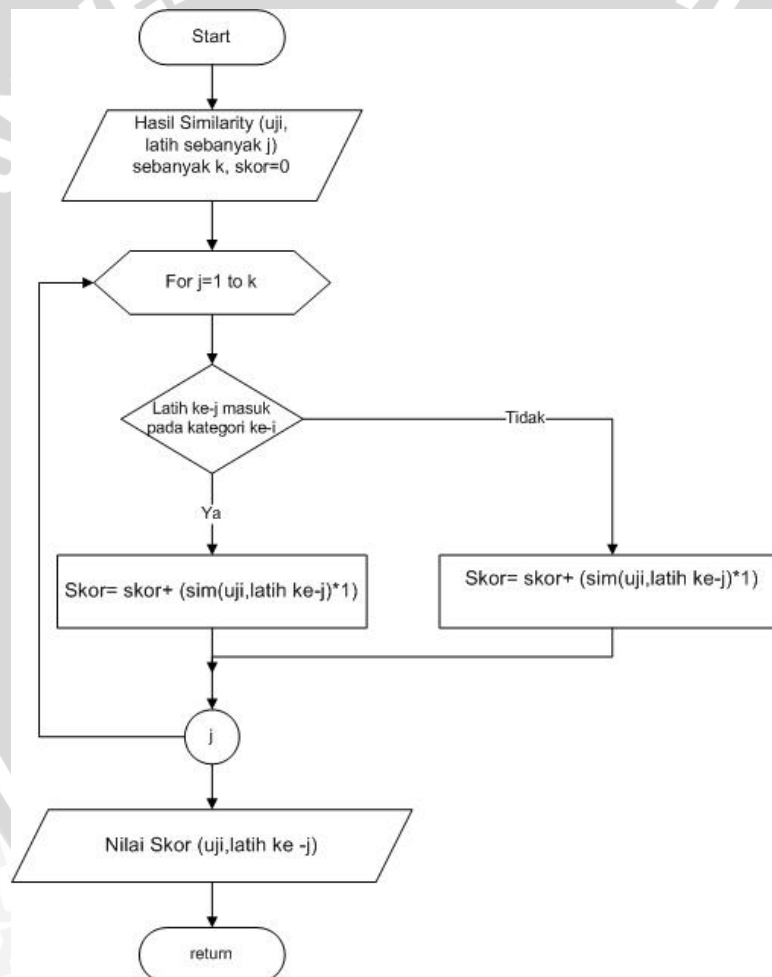 Start
Hasil Similarity (uji,
latih sebanyak j)
sebanyak k, skor=0
For j=1 to k
Latih ke-j masuk
pada kategori ke-i
Tidak
Ya
Skor= skor+ (sim(uji,latih ke-j)*1)
Skor= skor+ (sim(uji,latih ke-j)*1)
j
Nilai Skor (uji,latih ke -j)
return